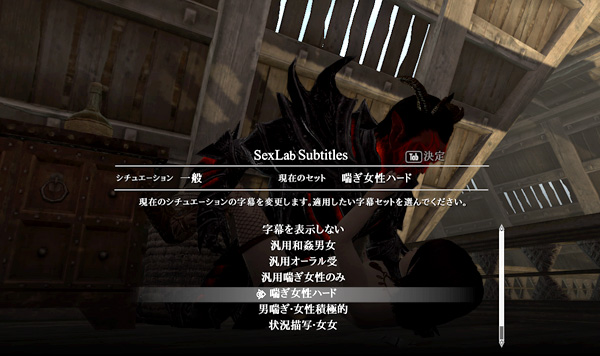 SexLab Subtitles
Tab 決定
シチュエーション 一般 現在のセット 喘ぎ女性ハード
現在のシチュエーションの字幕を変更します。適用したい字幕セットを選んでください。
字幕を表示しない
汎用和姦男女
汎用オーラル受
汎用喘ぎ女性のみ
喘ぎ女性ハード
男喘ぎ・女性積極的
状況描写・女女